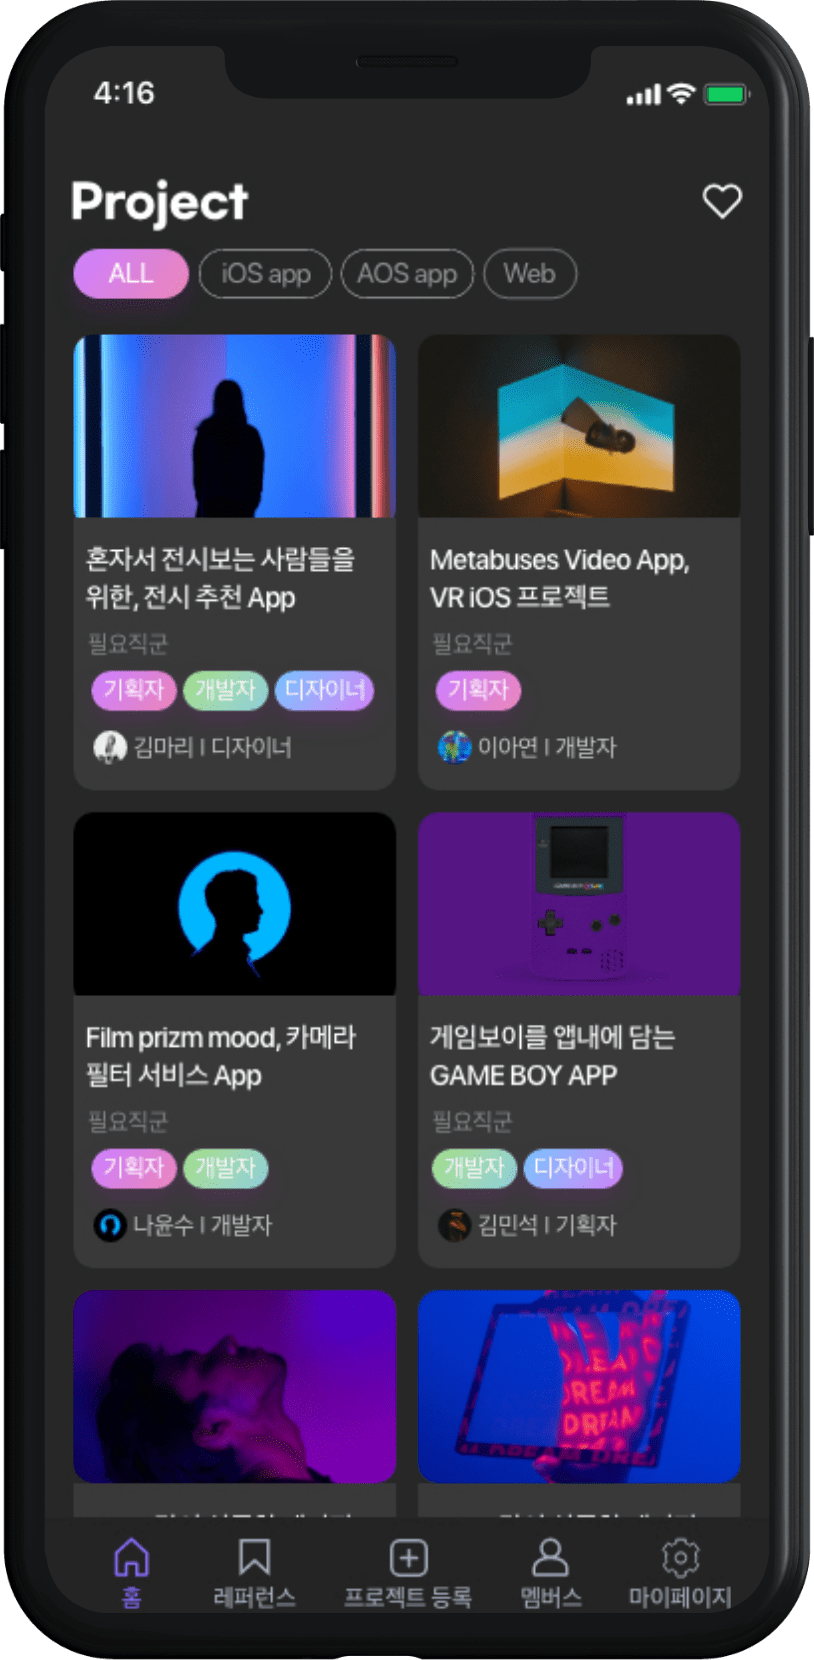 4:16
Project
ALL
iOS app
AOS app
Web
혼자서 전시보는 사람들을
위한, 전시 추천 App
필요직군
기획자 개발자 디자이너
김마리 | 디자이너
Metabuses Video App,
VR iOS 프로젝트
필요직군
기획자
이아연 | 개발자
Film prizm mood, 카메라
필터 서비스 App
필요직군
기획자 개발자
나윤수 | 개발자
GAME BOY
게임보이를 앱내에 담는
GAME BOY APP
필요직군
개발자 디자이너
김민석 | 기획자
DREAM
DREAM
홈
레퍼런스
프로젝트 등록
멤버스
마이페이지